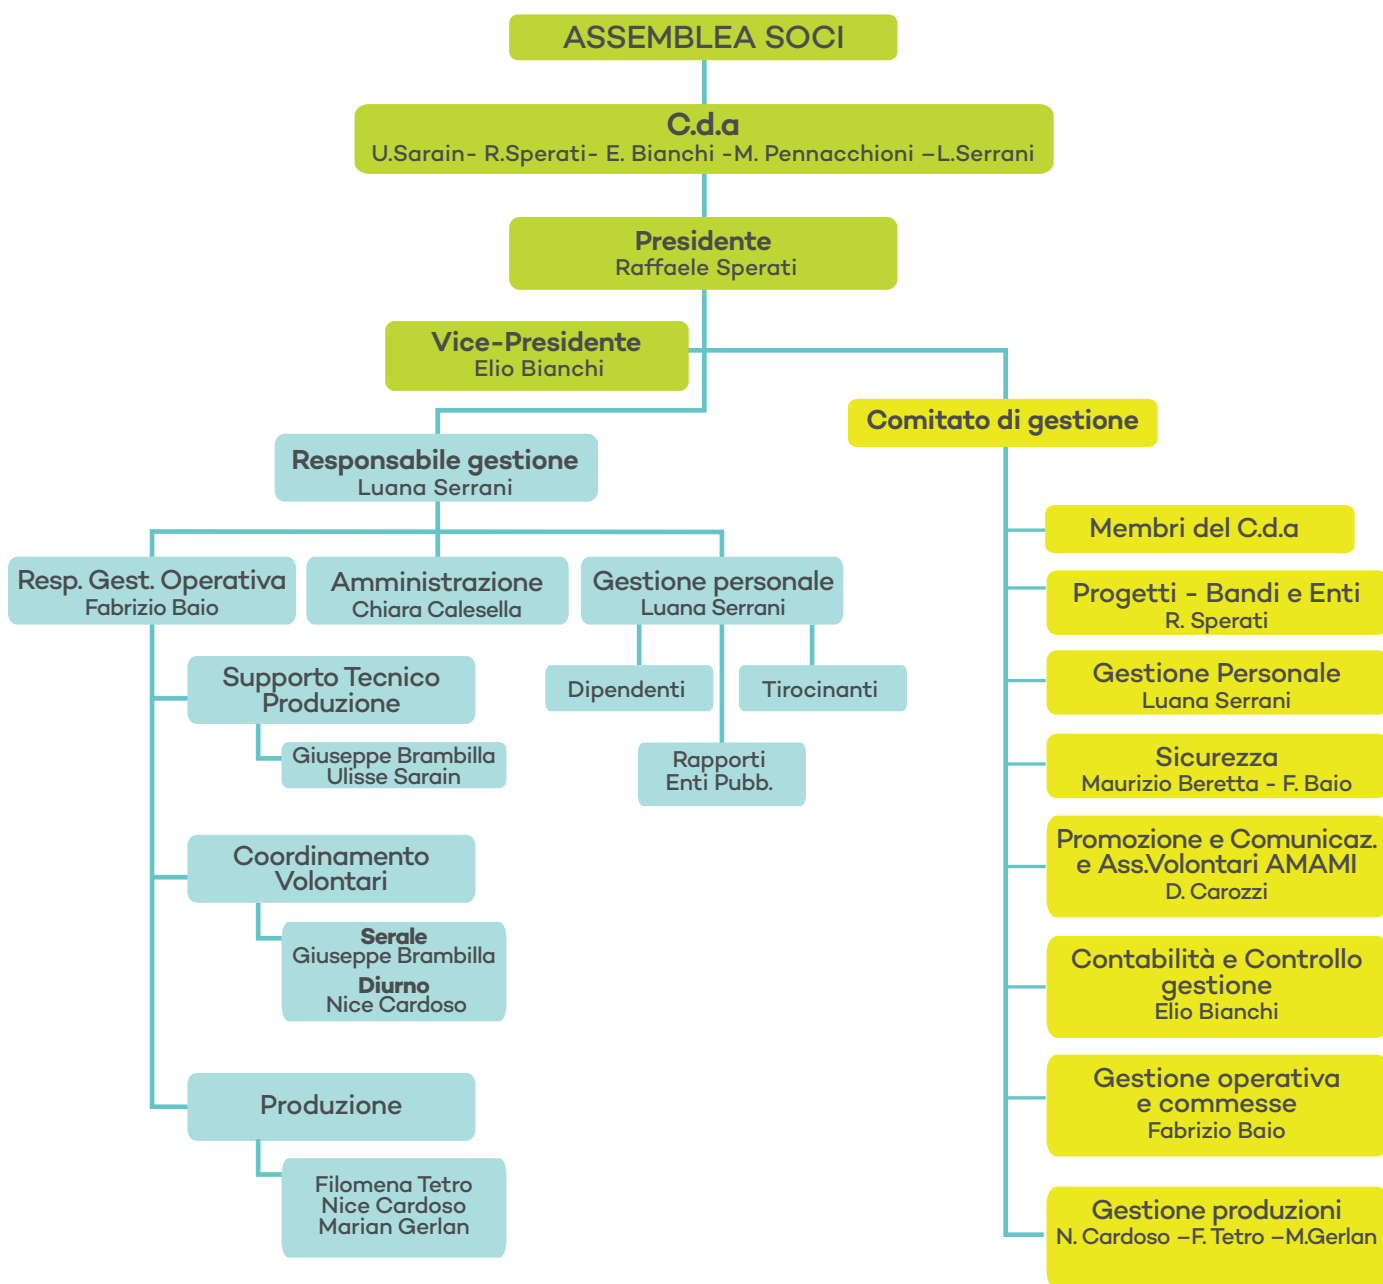 ASSEMBLEA SOCI
C.d.a
U.Sarain- R.Sperati- E. Bianchi -M. Pennacchioni –L.Serrani
Presidente
Raffaele Sperati
Vice-Presidente
Elio Bianchi
Comitato di gestione
Responsabile gestione
Luana Serrani
Resp. Gest. Operativa
Fabrizio Baio
Amministrazione
Chiara Calesella
Gestione personale
Luana Serrani
Dipendenti
Tirocinanti
Rapporti
Enti Pubb.
Supporto Tecnico
Produzione
Giuseppe Brambilla
Ulisse Sarain
Coordinamento
Volontari
Serale
Giuseppe Brambilla
Diurno
Nice Cardoso
Produzione
Filomena Tetro
Nice Cardoso
Marian Gerlan
Membri del C.d.a
Progetti - Bandi e Enti
R. Sperati
Gestione Personale
Luana Serrani
Sicurezza
Maurizio Beretta - F. Baio
Promozione e Comunicaz.
e Ass.Volontari AMAMI
D. Carozzi
Contabilità e Controllo
gestione
Elio Bianchi
Gestione operativa
e commesse
Fabrizio Baio
Gestione produzioni
N. Cardoso –F. Tetro –M.Gerlan